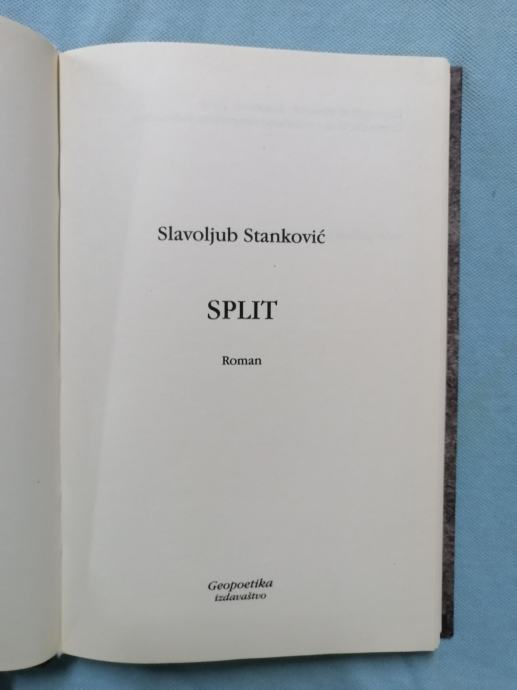 Slavoljub Stanković
SPLIT
Roman
Geopoetika
izdavaštvo